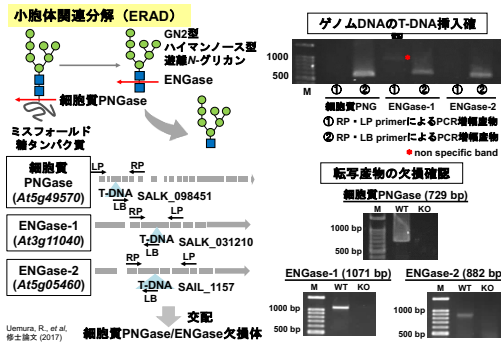 小胞体関連分解（ERAD）
GN2型
ハイマンノース型
遊離N-グリカン
ENGase
細胞質PNGase
ミスフォールド
糖タンパク質
細胞質
PNGase
(At5g49570)
LP
RP
T-DNA
LB
SALK_098451
ENGase-1
(At3g11040)
RP
LP
T-DNA
LB
SALK_031210
ENGase-2
(At5g05460)
RP
LP
T-DNA
LB
SAIL_1157
交配
細胞質PNGase/ENGase欠損体
Uemura, R., et al,
修士論文 (2017)
ゲノムDNAのT-DNA挿入確
認
1000
500
M
① ② ① ② ① ②
細胞質PNG ENGase-1 ENGase-2
① RP・LP primerによるPCR増幅産物
② RP・LB primerによるPCR増幅産物
* non specific band
転写産物の欠損確認
細胞質PNGase (729 bp)
M WT KO
1000 bp
500 bp
ENGase-1 (1071 bp)
M WT KO
1000 bp
500 bp
ENGase-2 (882 bp)
M WT KO
1000 bp
500 bp